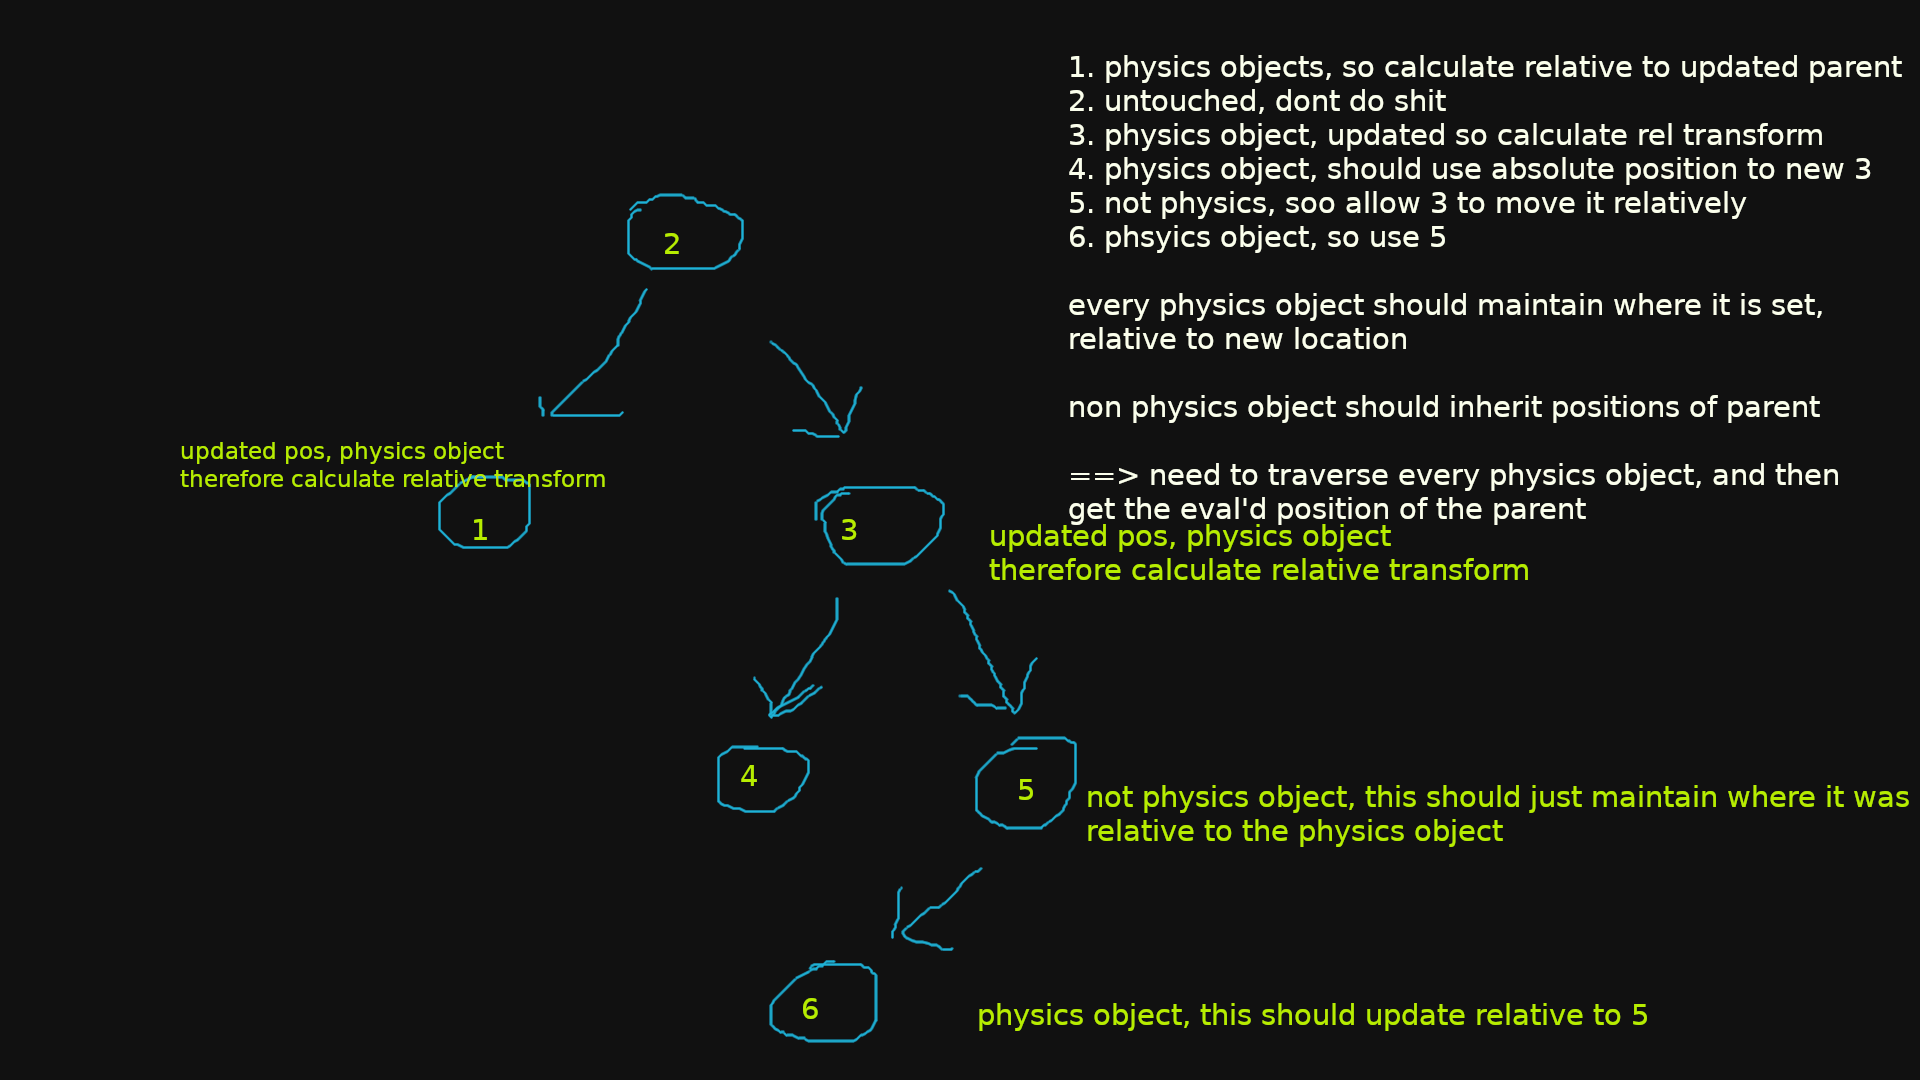 1. physics objects, so calculate relative to updated parent
2. untouched, dont do shit
3. physics object, updated so calculate rel transform
4. physics object, should use absolute position to new 3
5. not physics, soo allow 3 to move it relatively
6. phsyics object, so use 5
every physics object should maintain where it is set,
relative to new location
non physics object should inherit positions of parent
==> need to traverse every physics object, and then
get the eval'd position of the parent
2
updated pos, physics object
therefore calculate relative transform
1
3
updated pos, physics object
therefore calculate relative transform
4
5
not physics object, this should just maintain where it was
relative to the physics object
6
physics object, this should update relative to 5